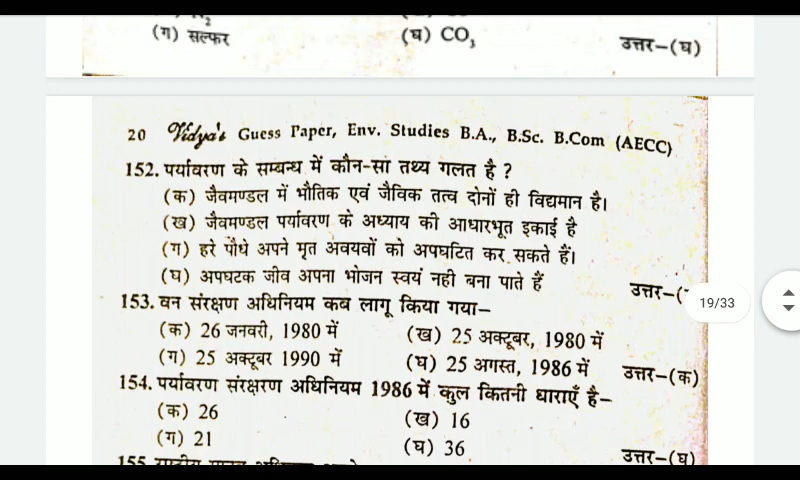 (ग) सल्फर (घ) CO₃ उत्तर–(घ)
20 Vidya's Guess Paper, Env. Studies B.A., B.Sc. B.Com (AECC)
152. पर्यावरण के सम्बन्ध में कौन-सा तथ्य गलत है ?
(क) जैवमण्डल में भौतिक एवं जैविक तत्व दोनों ही विद्यमान है।
(ख) जैवमण्डल पर्यावरण के अध्याय की आधारभूत इकाई है
(ग) हरे पौधे अपने मृत अवयवों को अपघटित कर सकते हैं।
(घ) अपघटक जीव अपना भोजन स्वयं नही बना पाते हैं
उत्तर–(
19/33
153. वन संरक्षण अधिनियम कब लागू किया गया–
(क) 26 जनवरी, 1980 में (ख) 25 अक्टूबर, 1980 में
(ग) 25 अक्टूबर 1990 में (घ) 25 अगस्त, 1986 में उत्तर–(क)
154. पर्यावरण संरक्षरण अधिनियम 1986 में कुल कितनी धाराएँ है–
(क) 26 (ख) 16
(ग) 21 (घ) 36 उत्तर–(घ)
155.